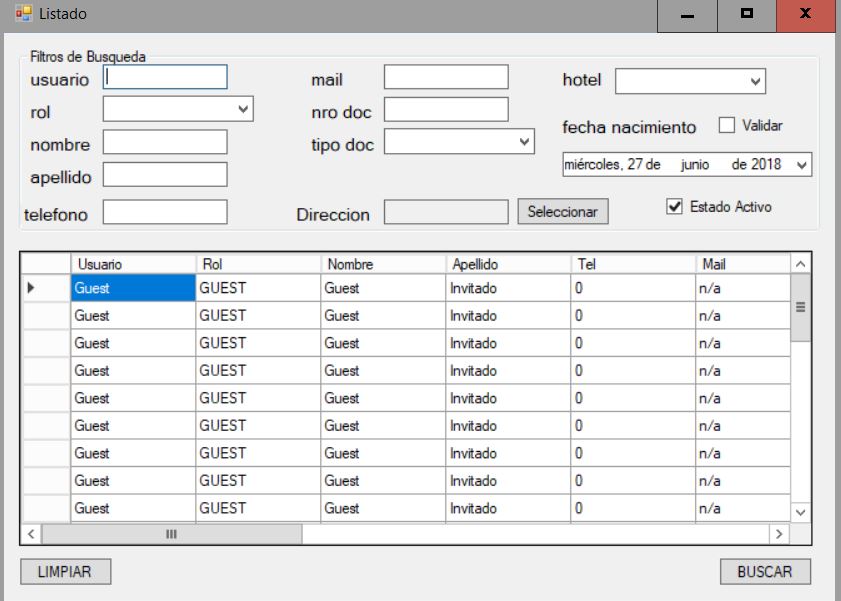 Listado
Filtros de Busqueda
usuario mail hotel
rol nro doc
fecha nacimiento Validar
nombre tipo doc
miércoles, 27 de junio de 2018
apellido
telefono Direccion Seleccionar Estado Activo
Usuario Rol Nombre Apellido Tel Mail
Guest GUEST Guest Invitado 0 n/a
Guest GUEST Guest Invitado 0 n/a
Guest GUEST Guest Invitado 0 n/a
Guest GUEST Guest Invitado 0 n/a
Guest GUEST Guest Invitado 0 n/a
Guest GUEST Guest Invitado 0 n/a
Guest GUEST Guest Invitado 0 n/a
Guest GUEST Guest Invitado 0 n/a
Guest GUEST Guest Invitado 0 n/a
LIMPIAR BUSCAR